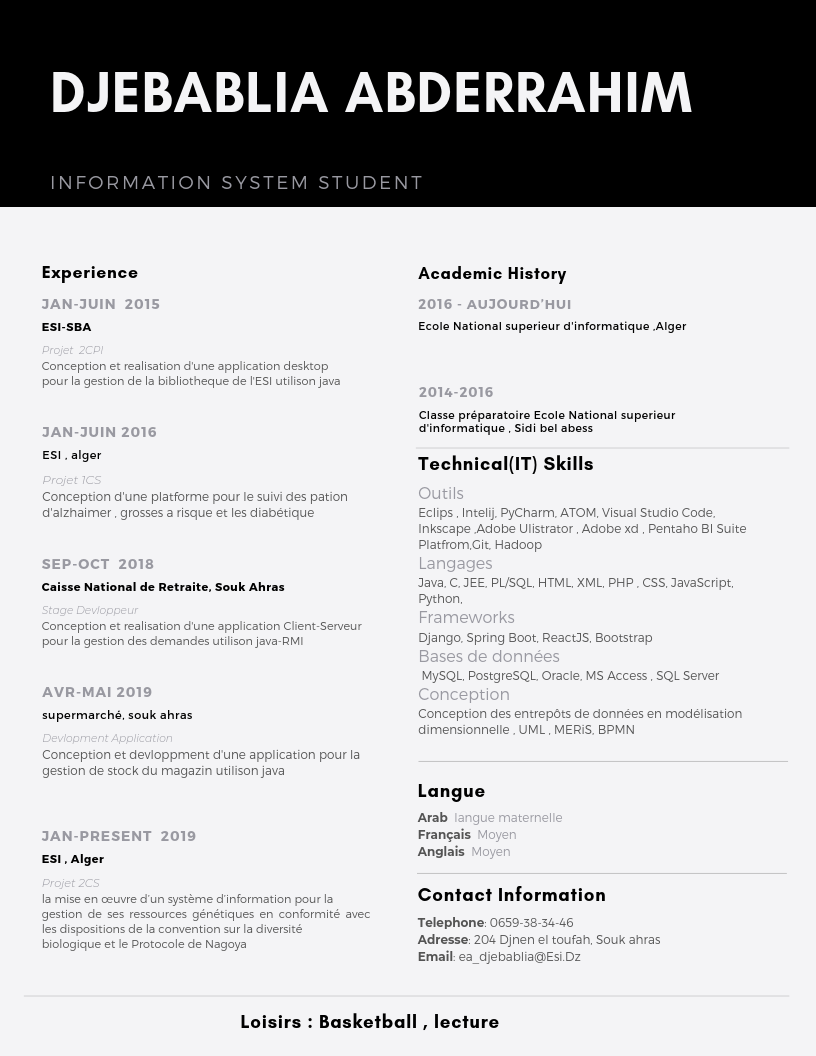 DJEBABLIA ABDERRAHIM
INFORMATION SYSTEM STUDENT
Experience
JAN-JUIN 2015
ESI-SBA
Projet 2CPI
Conception et realisation d'une application desktop
pour la gestion de la bibliotheque de l'ESI utilison java
JAN-JUIN 2016
ESI , alger
Projet 1CS
Conception d'une platforme pour le suivi des pation
d'alzhaimer , grosses a risque et les diabétique
SEP-OCT 2018
Caisse National de Retraite, Souk Ahras
Stage Devloppeur
Conception et realisation d'une application Client-Serveur
pour la gestion des demandes utilison java-RMI
AVR-MAI 2019
supermarché, souk ahras
Devlopment Application
Conception et devloppment d'une application pour la
gestion de stock du magazin utilison java
JAN-PRESENT 2019
ESI , Alger
Projet 2CS
la mise en œuvre d’un système d’information pour la
gestion de ses ressources génétiques en conformité avec
les dispositions de la convention sur la diversité
biologique et le Protocole de Nagoya
Academic History
2016 - AUJOURD'HUI
Ecole National superieur d'informatique ,Alger
2014-2016
Classe préparatoire Ecole National superieur
d'informatique , Sidi bel abess
Technical(IT) Skills
Outils
Eclips , Intelij, PyCharm, ATOM, Visual Studio Code,
Inkscape ,Adobe Ulistrator , Adobe xd , Pentaho BI Suite
Platfrom,Git, Hadoop
Langages
Java, C, JEE, PL/SQL, HTML, XML, PHP , CSS, JavaScript,
Python,
Frameworks
Django, Spring Boot, ReactJS, Bootstrap
Bases de données
MySQL, PostgreSQL, Oracle, MS Access , SQL Server
Conception
Conception des entrepôts de données en modélisation
dimensionnelle , UML , MERiS, BPMN
Langue
Arab langue maternelle
Français Moyen
Anglais Moyen
Contact Information
Telephone: 0659-38-34-46
Adresse: 204 Djnen el toufah, Souk ahras
Email: ea_djebablia@Esi.Dz
Loisirs : Basketball , lecture